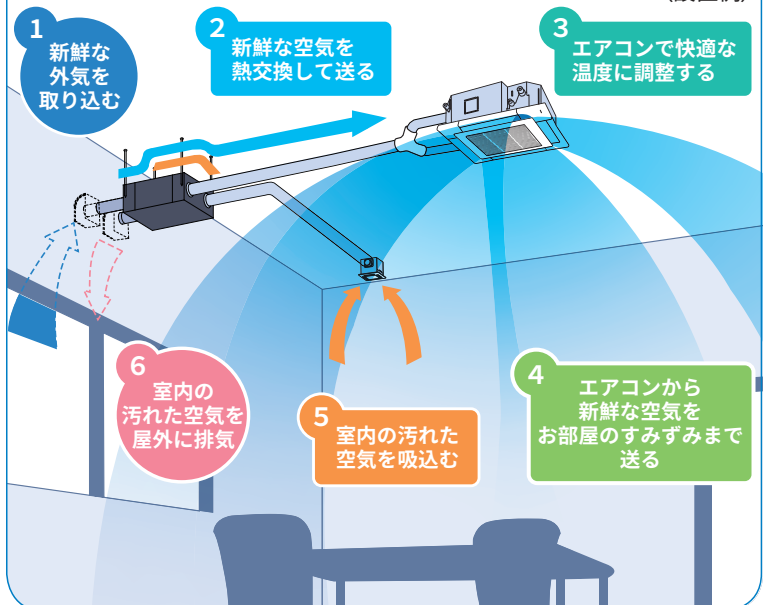 1
新鮮な
外気を
取り込む
2
新鮮な空気を
熱交換して送る
3
エアコンで快適な
温度に調整する
4
エアコンから
新鮮な空気を
お部屋のすみずみまで
送る
5
室内の汚れた
空気を吸込む
6
室内の
汚れた空気を
屋外に排気